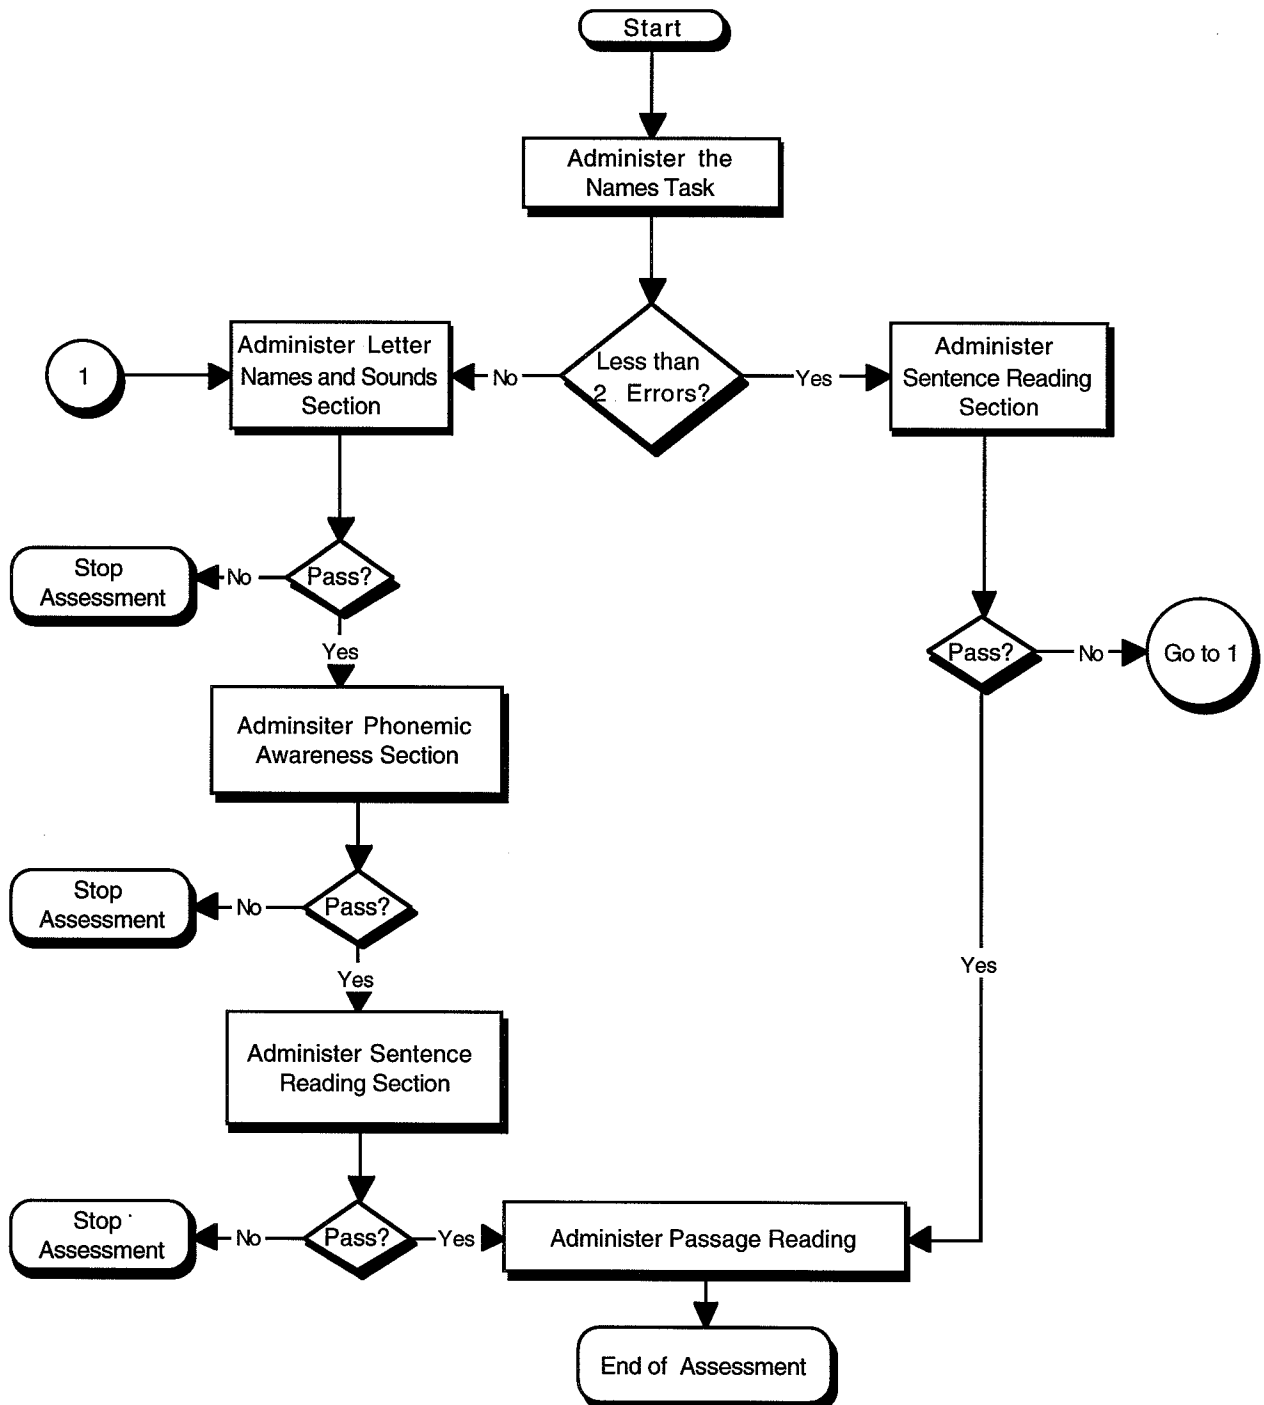 Start
Administer the
Names Task
Less than
2 Errors?
No
Yes
1
Administer Letter
Names and Sounds
Section
Administer
Sentence Reading
Section
Pass?
No
Stop
Assessment
Yes
Pass?
No
Go to 1
Adminsiter Phonemic
Awareness Section
Pass?
No
Stop
Assessment
Yes
Yes
Administer Sentence
Reading Section
Pass?
No
Stop
Assessment
Yes
Administer Passage Reading
End of Assessment